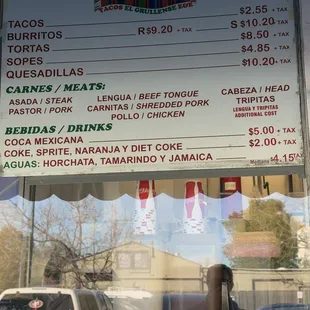 TACOS EL GRULLENSE
TACOS $2.55 + TAX
BURRITOS R $9.20 + TAX S $10.20 + TAX
TORTAS $8.50 + TAX
SOPES $4.85 + TAX
QUESADILLAS $10.20 + TAX
CARNES / MEATS:
ASADA / STEAK LENGUA / BEEF TONGUE CABEZA / HEAD
PASTOR / PORK CARNITAS / SHREDDED PORK TRIPITAS
POLLO / CHICKEN LENGUA Y TRIPITAS
ADDITIONAL COST
BEBIDAS / DRINKS
COCA MEXICANA $5.00 + TAX
COKE, SPRITE, NARANJA Y DIET COKE $2.00 + TAX
AGUAS: HORCHATA, TAMARINDO Y JAMAICA $4.15 + TAX